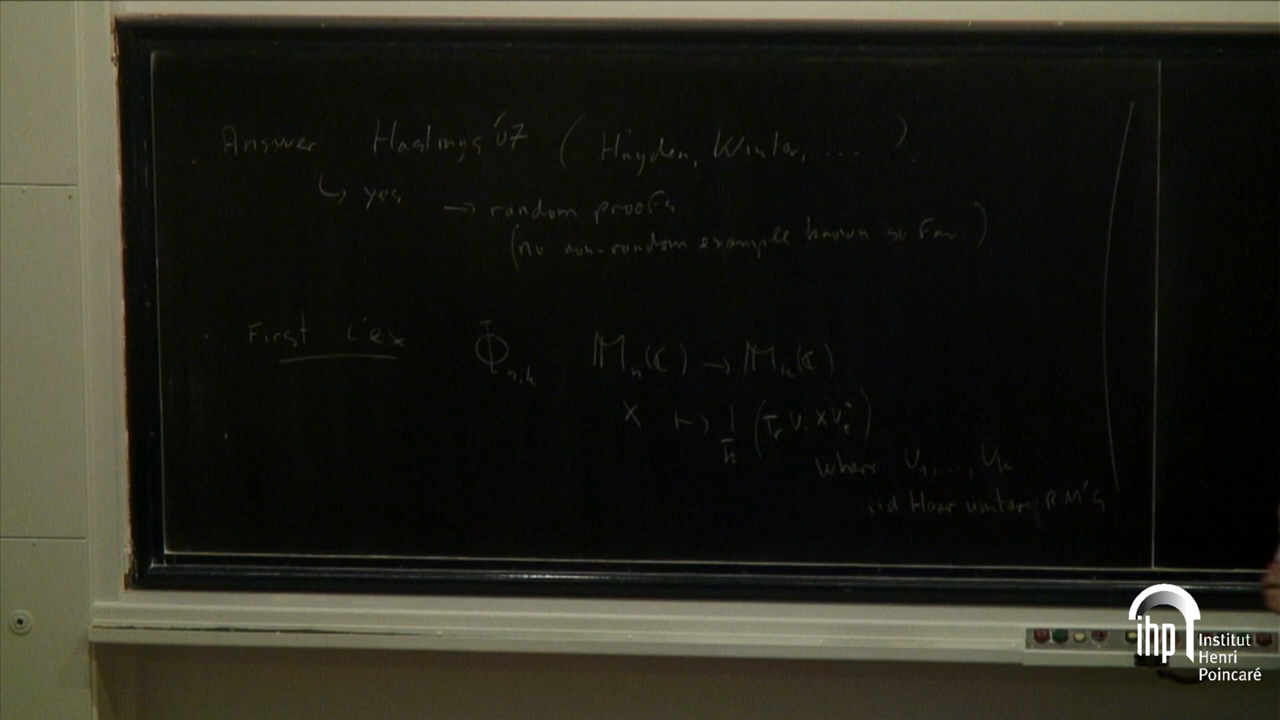 Answer Hastings '07 (Hayden, Winter, ....)
↳ yes → random proofs
(no non-random example known so far..)
First c'ex Φ_{n,k} M_n(C) → M_n(C)
X ↦ 1/k (Σ U_i X U_i^*)
where U_1, ..., U_k
iid Haar unitary RM's
ihp Institut
Henri
Poincaré